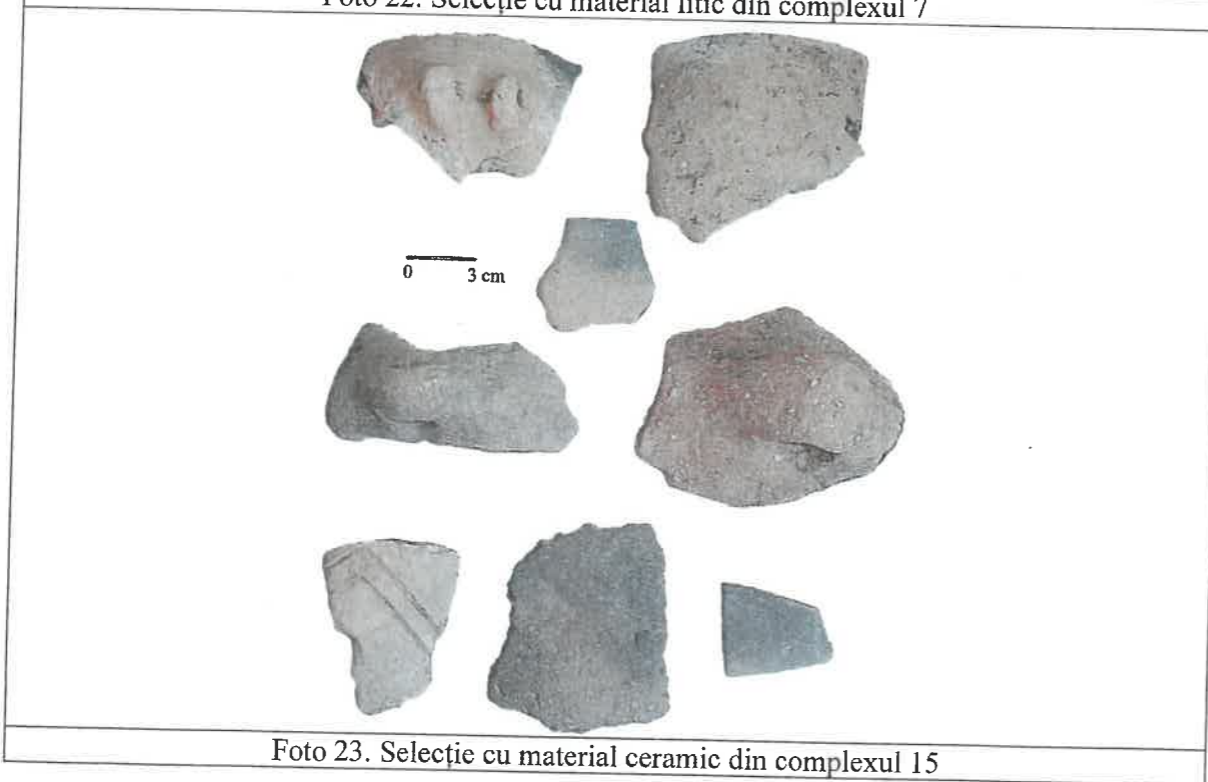 Foto 22. Selecție cu material litic din complexul 7
0 3 cm
Foto 23. Selecție cu material ceramic din complexul 15